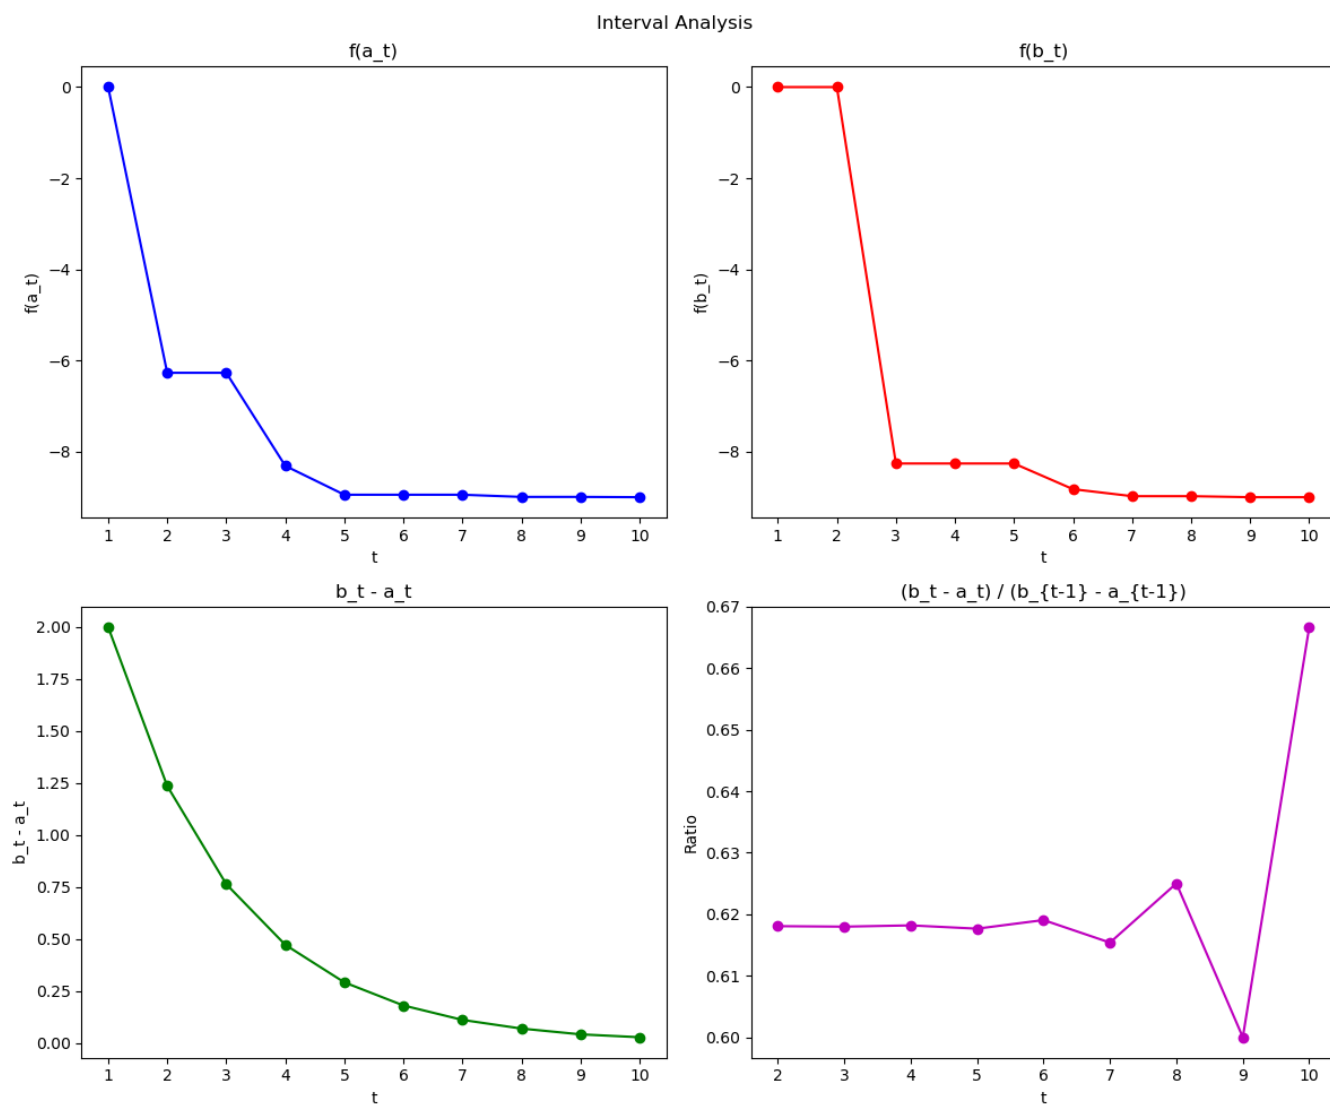 Interval Analysis
f(a_t)
0
−2
−4
−6
−8
f(a_t)
1 2 3 4 5 6 7 8 9 10
t
f(b_t)
0
−2
−4
−6
−8
f(b_t)
1 2 3 4 5 6 7 8 9 10
t
b_t - a_t
2.00
1.75
1.50
1.25
1.00
0.75
0.50
0.25
0.00
b_t - a_t
1 2 3 4 5 6 7 8 9 10
t
(b_t - a_t) / (b_{t-1} - a_{t-1})
0.67
0.66
0.65
0.64
0.63
0.62
0.61
0.60
Ratio
2 3 4 5 6 7 8 9 10
t